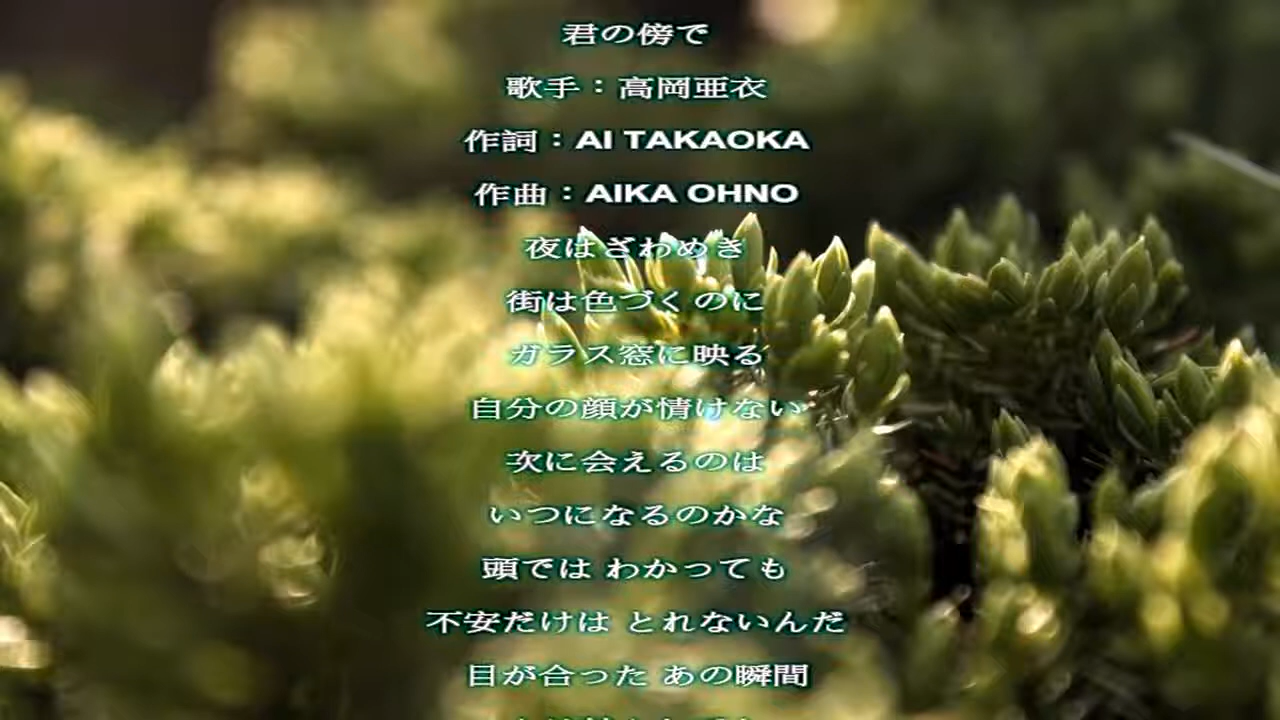 君の傍で
歌手：高岡亜衣
作詞：AI TAKAOKA
作曲：AIKA OHNO
夜はざわめき
街は色づくのに
ガラス窓に映る
自分の顔が情けない
次に会えるのは
いつになるのかな
頭では わかっても
不安だけは とれないんだ
目が合った あの瞬間